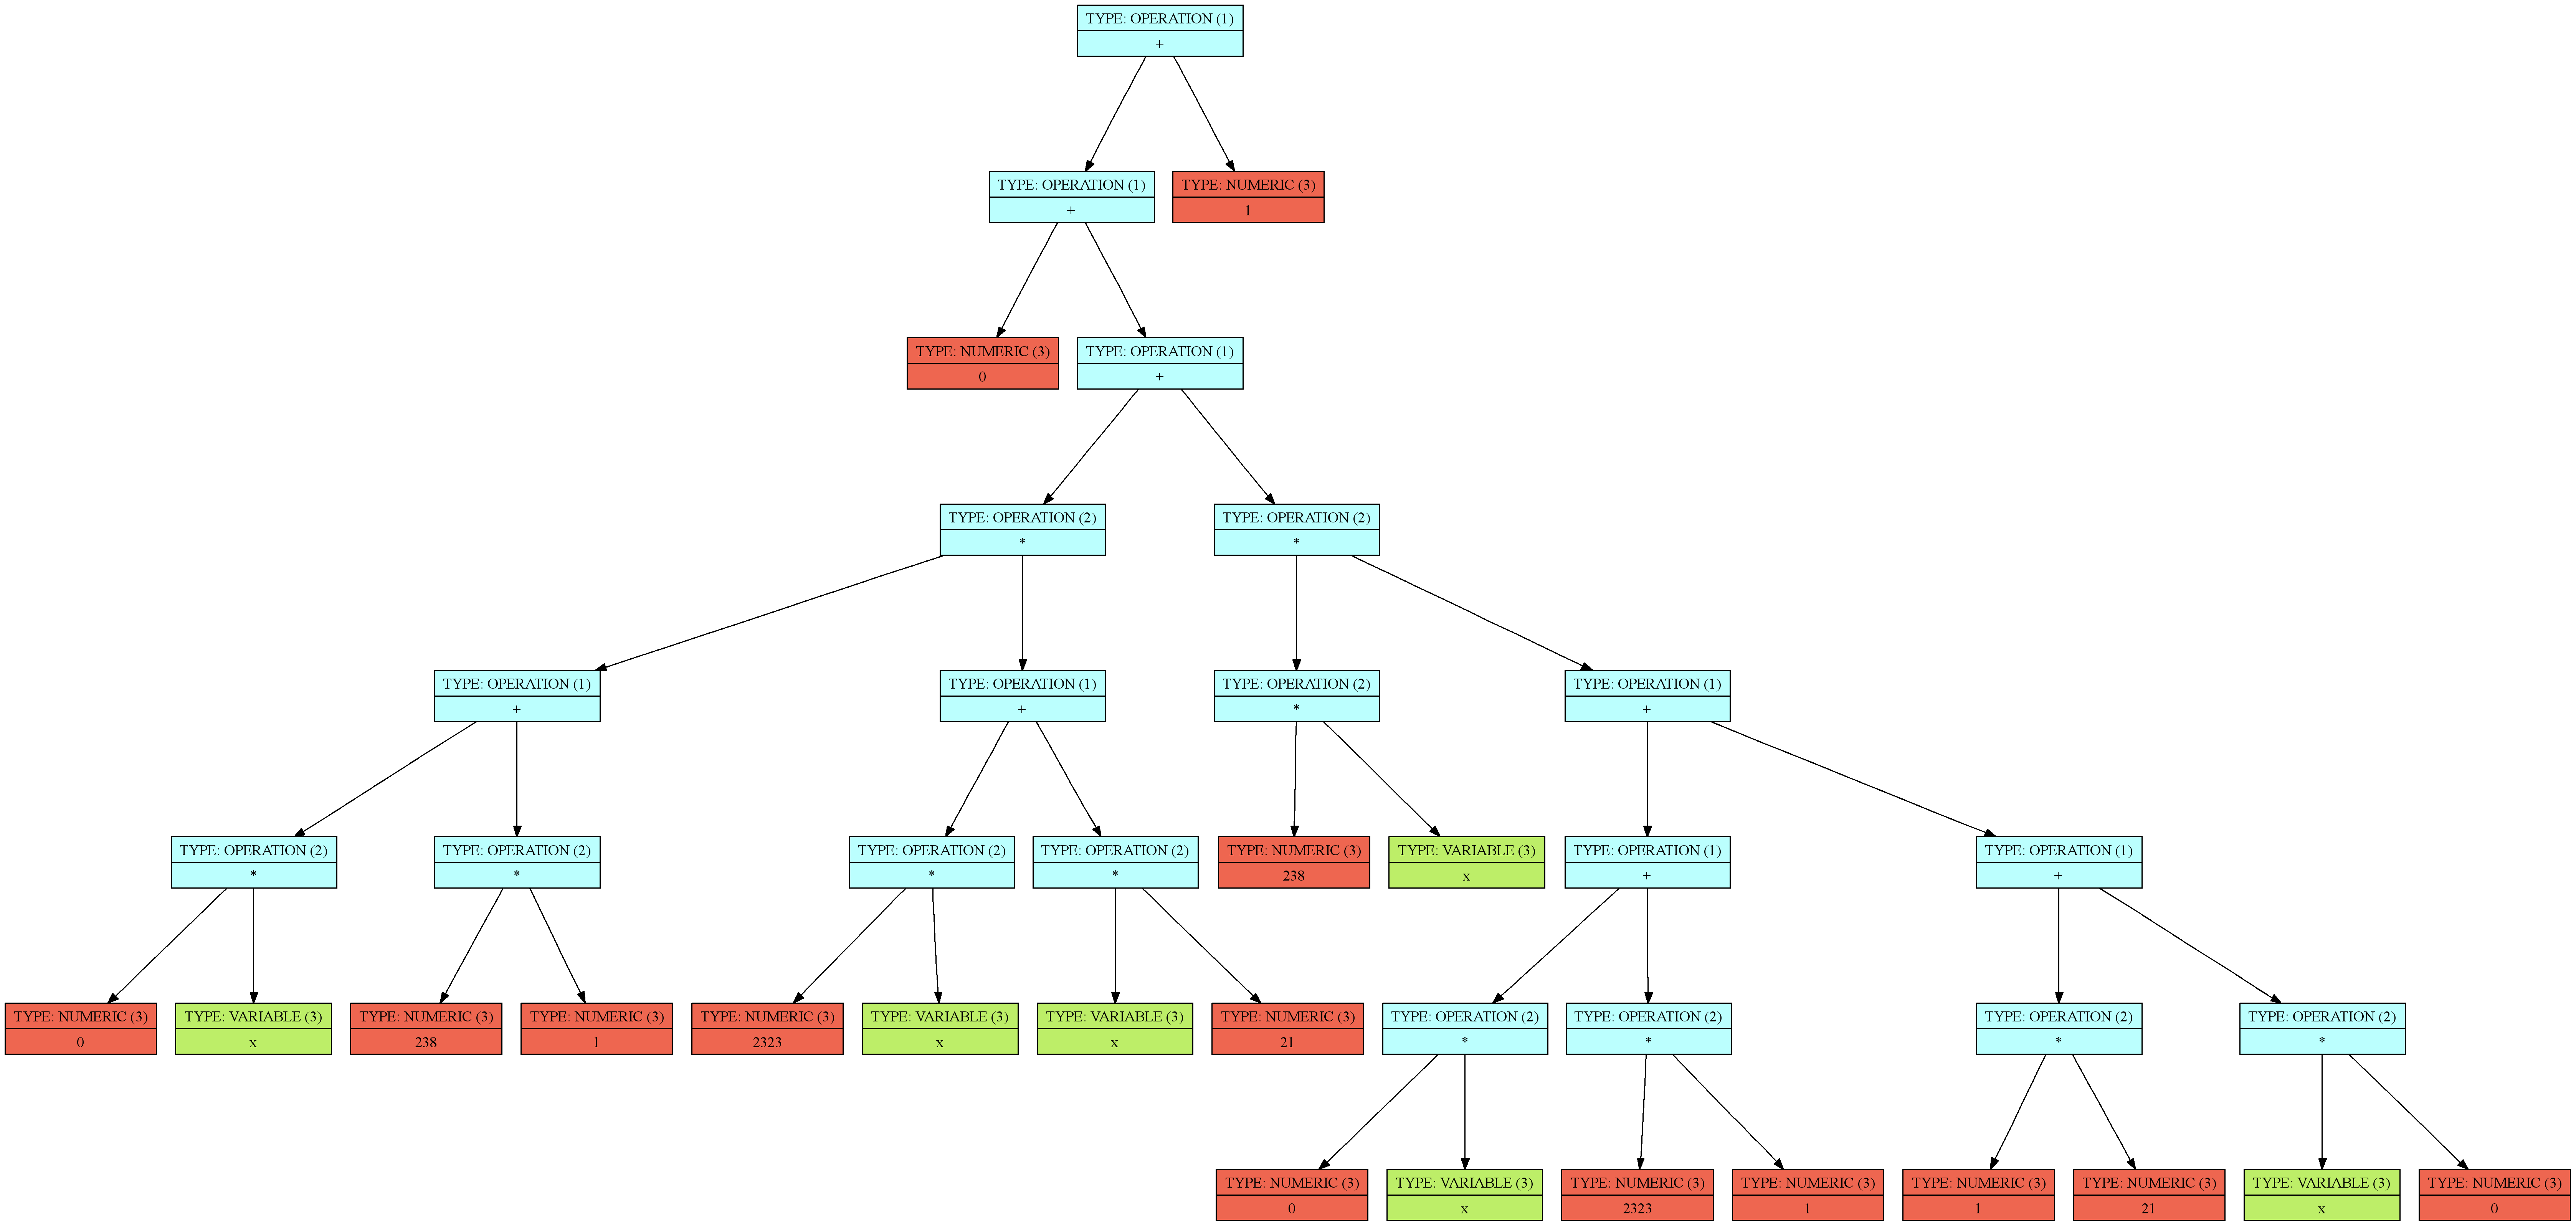 TYPE: OPERATION (1)
+
TYPE: OPERATION (1)
+
TYPE: NUMERIC (3)
1
TYPE: NUMERIC (3)
0
TYPE: OPERATION (1)
+
TYPE: OPERATION (2)
*
TYPE: OPERATION (2)
*
TYPE: OPERATION (1)
+
TYPE: OPERATION (1)
+
TYPE: OPERATION (2)
*
TYPE: OPERATION (1)
+
TYPE: OPERATION (2)
*
TYPE: OPERATION (2)
*
TYPE: OPERATION (2)
*
TYPE: OPERATION (2)
*
TYPE: NUMERIC (3)
238
TYPE: VARIABLE (3)
x
TYPE: OPERATION (1)
+
TYPE: OPERATION (1)
+
TYPE: NUMERIC (3)
0
TYPE: VARIABLE (3)
x
TYPE: NUMERIC (3)
238
TYPE: NUMERIC (3)
1
TYPE: NUMERIC (3)
2323
TYPE: VARIABLE (3)
x
TYPE: VARIABLE (3)
x
TYPE: NUMERIC (3)
21
TYPE: OPERATION (2)
*
TYPE: OPERATION (2)
*
TYPE: OPERATION (2)
*
TYPE: OPERATION (2)
*
TYPE: NUMERIC (3)
0
TYPE: VARIABLE (3)
x
TYPE: NUMERIC (3)
2323
TYPE: NUMERIC (3)
1
TYPE: NUMERIC (3)
1
TYPE: NUMERIC (3)
21
TYPE: VARIABLE (3)
x
TYPE: NUMERIC (3)
0